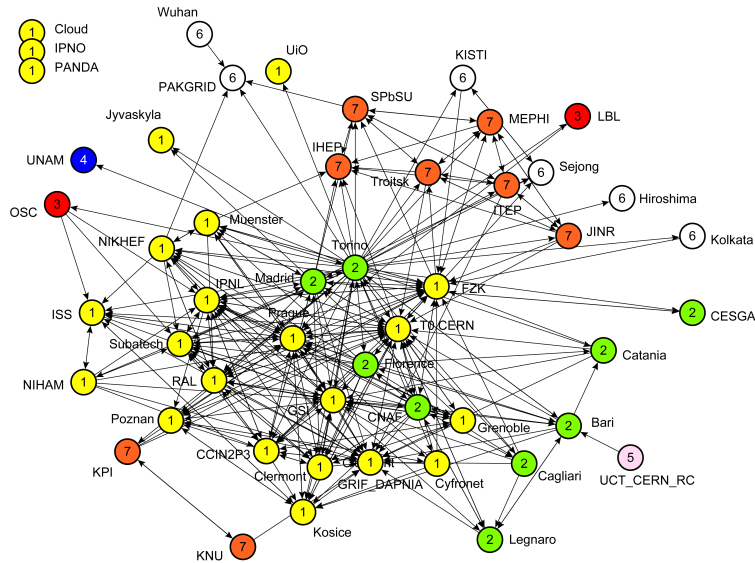 Wuhan
6
1 Cloud
1 IPNO
1 PANDA
UiO
1
KISTI
6
PAKGRID 6
SPbSU
7
Jyvaskyla
1
7 MEPHI
3 LBL
UNAM
4
IHEP
7
Trojtsk 7
6 Sejong
7
ITEP
OSC 3
6 Hiroshima
1 Muenster
NIKHEF 1
7 JINR
6 Kolkata
Torino
2
Madrid 2
1 FZK
IPNL
1
ISS 1
2 CESGA
Prague
1
T0.CERN
1
Subatech 1
2 Catania
Florence
2
RAL 1
NIHAM 1
GSI 1
CNAF 2
Poznan 1
1 Grenoble
2 Bari
KPI 7
CCIN2P3 1
Clermont 1
1
GRIF_DAPNIA
1
Cyfronet
2
Cagliari
5
UCT_CERN_RC
1
Kosice
KNU 7
2
Legnaro